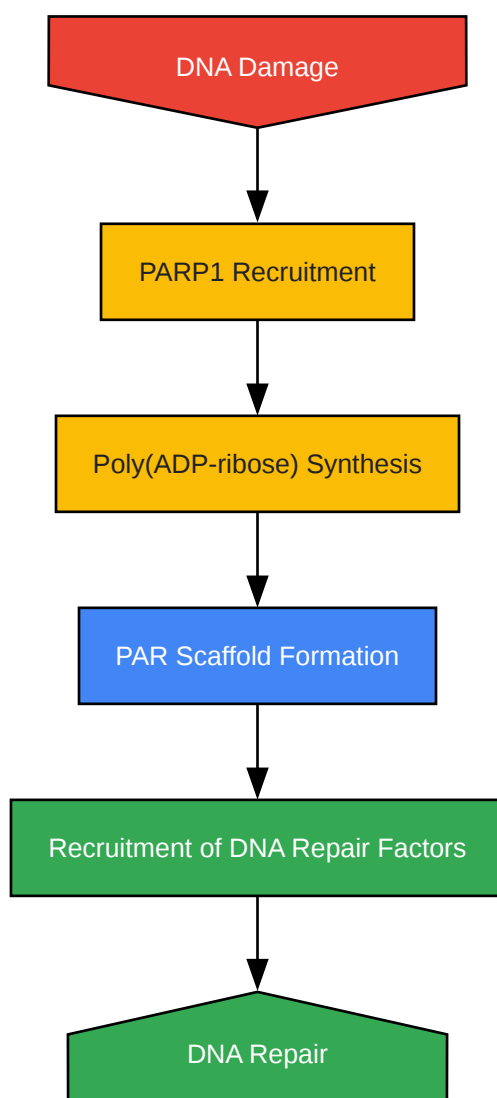 DNA Damage
PARP1 Recruitment
Poly(ADP-ribose) Synthesis
PAR Scaffold Formation
Recruitment of DNA Repair Factors
DNA Repair